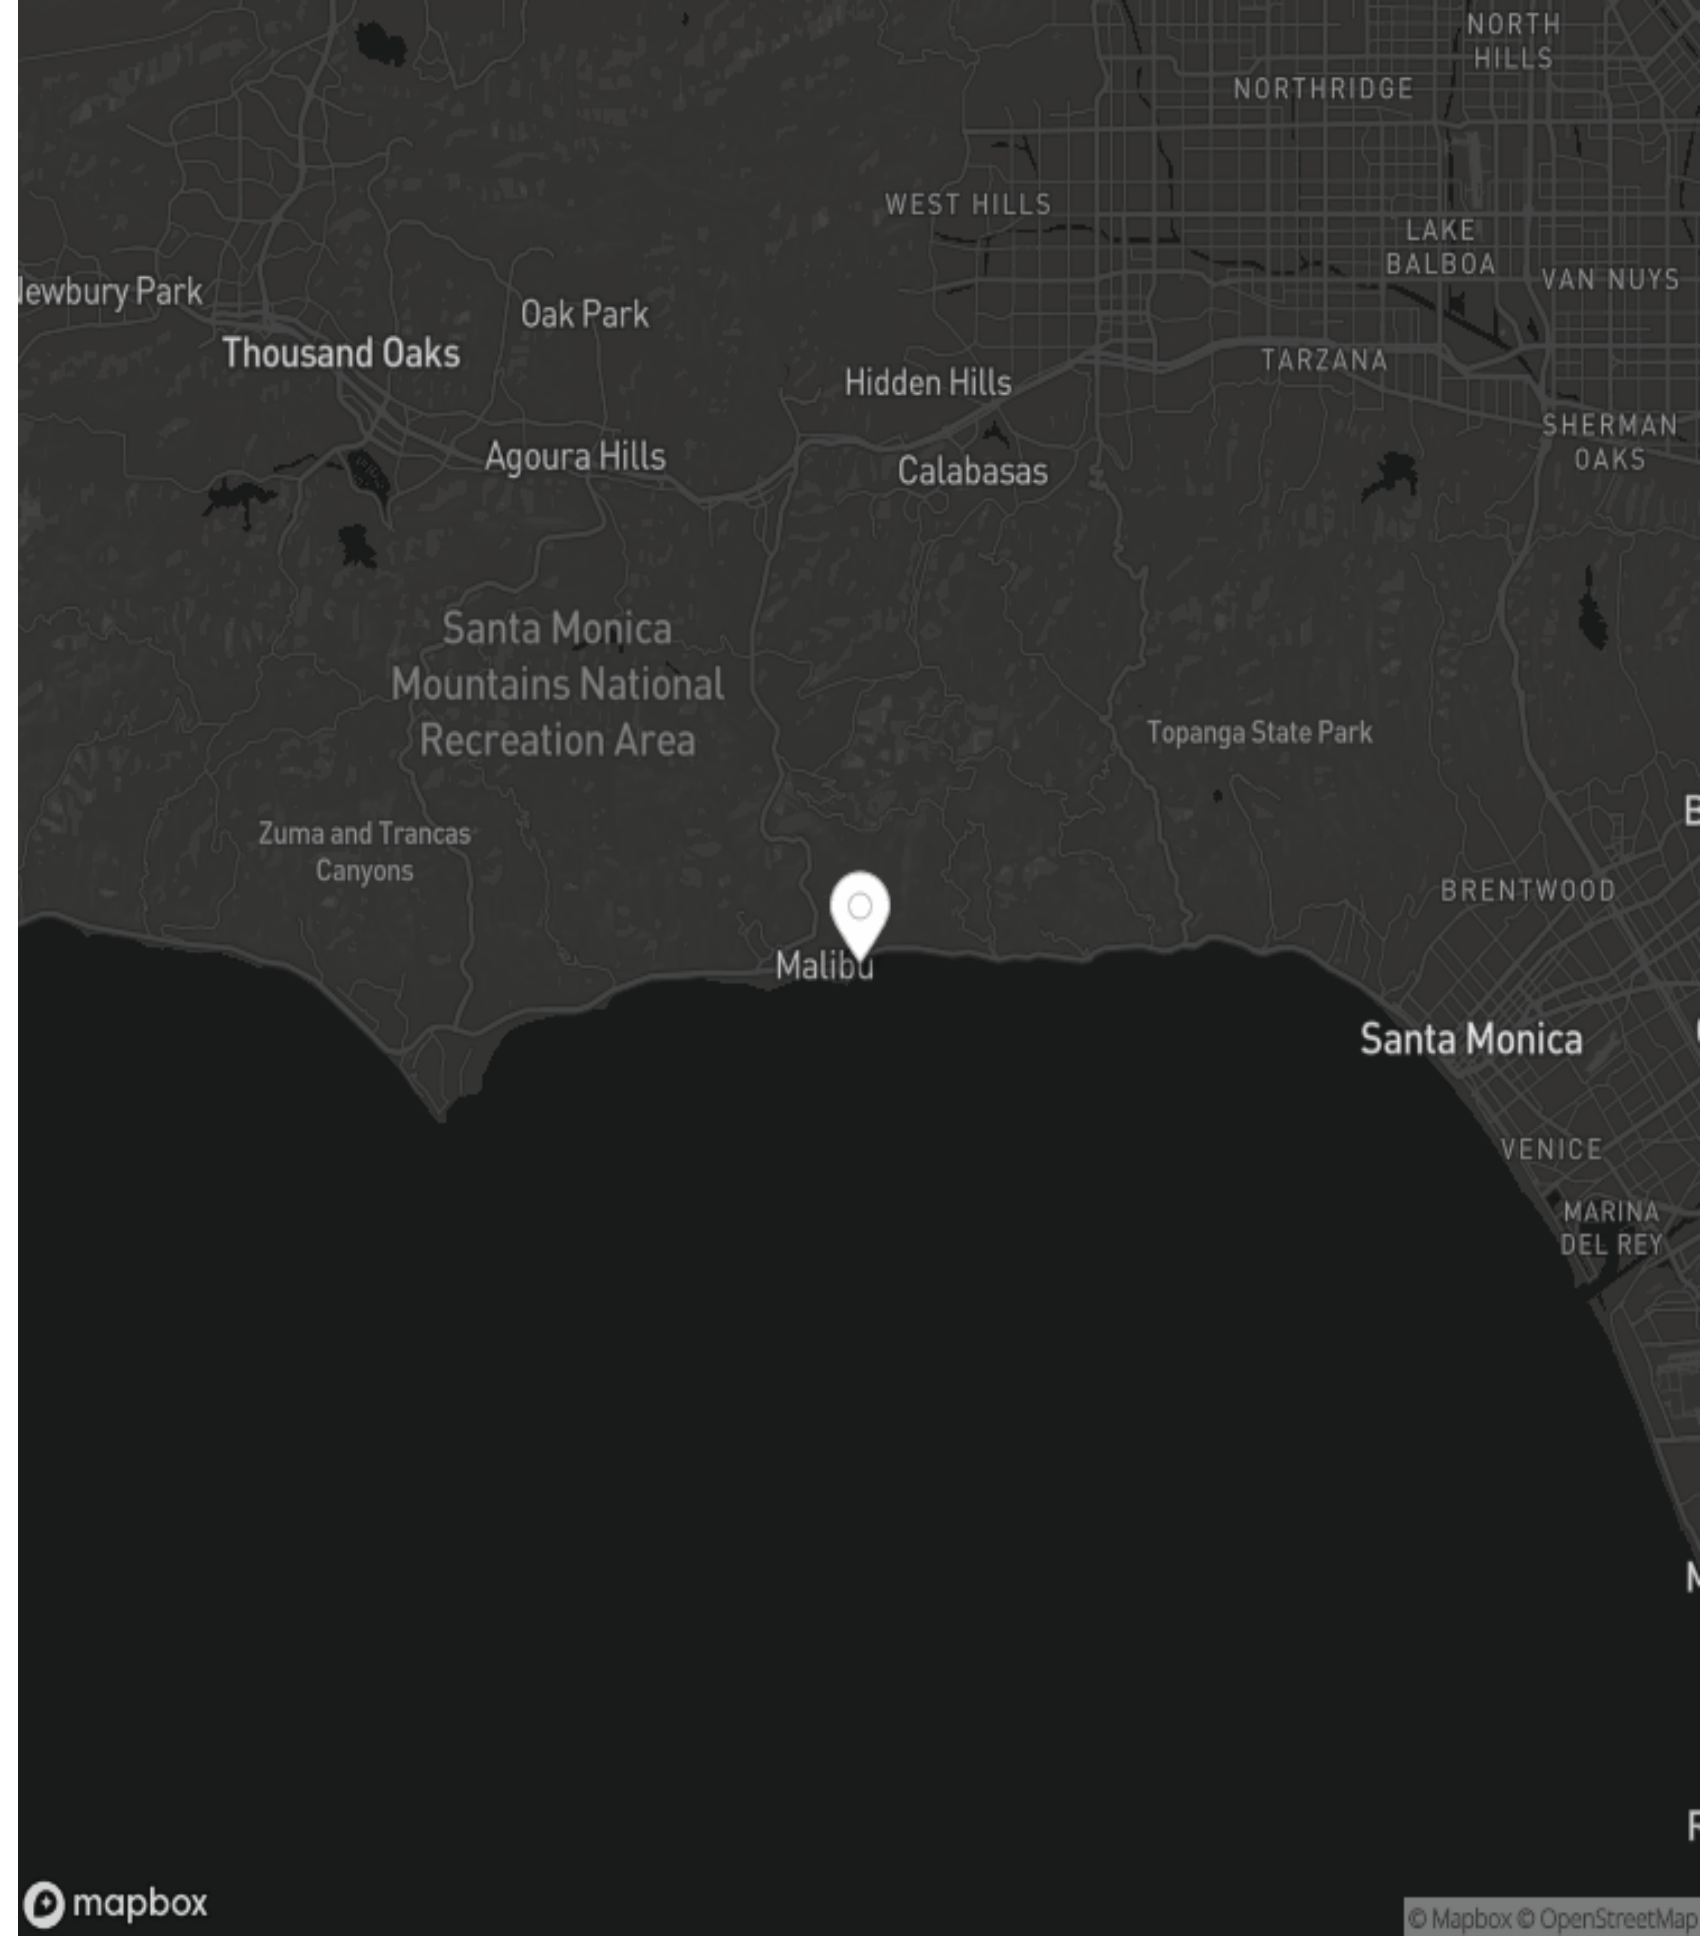 NORTH
HILLS
NORTHRIDGE
WEST HILLS
LAKE
BALBOA
VAN NUYS
Newbury Park
Oak Park
Thousand Oaks
TARZANA
Hidden Hills
SHERMAN
OAKS
Agoura Hills
Calabasas
Santa Monica
Mountains National
Recreation Area
Topanga State Park
Zuma and Trancas
Canyons
BRENTWOOD
Malibu
Santa Monica
VENICE
MARINA
DEL REY
mapbox
© Mapbox © OpenStreetMap